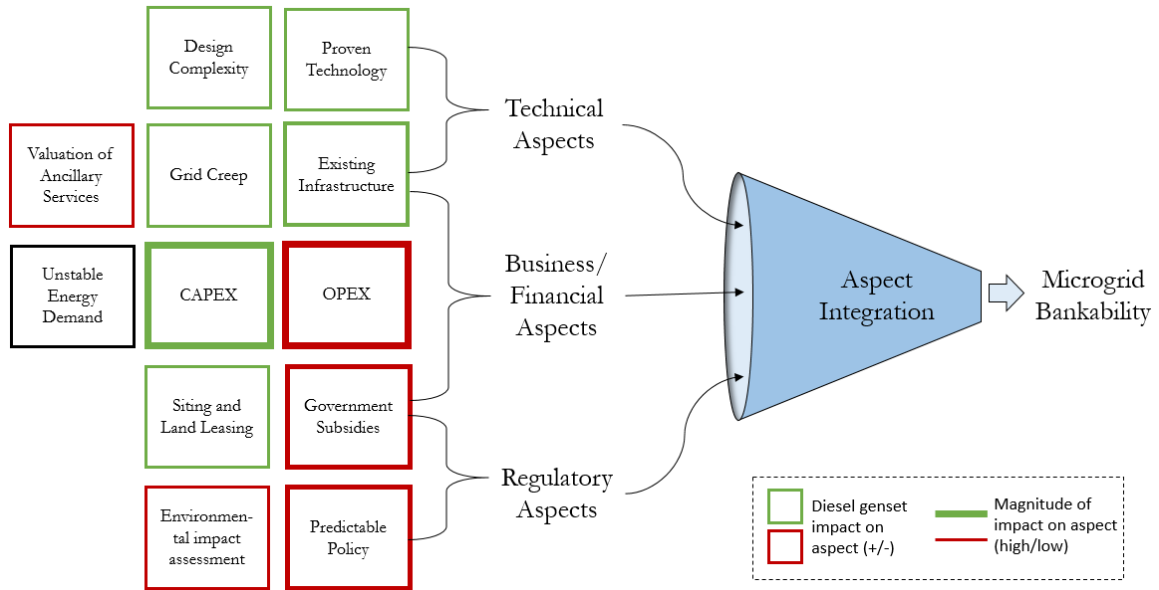 Design
Complexity
Proven
Technology
Valuation of
Ancillary
Services
Grid Creep
Existing
Infrastructure
Unstable
Energy
Demand
CAPEX
OPEX
Siting and
Land Leasing
Government
Subsidies
Environmen-
tal impact
assessment
Predictable
Policy
Technical
Aspects
Business/
Financial
Aspects
Regulatory
Aspects
Aspect
Integration
Microgrid
Bankability
Diesel genset
impact on
aspect (+/-)
Magnitude of
impact on aspect
(high/low)